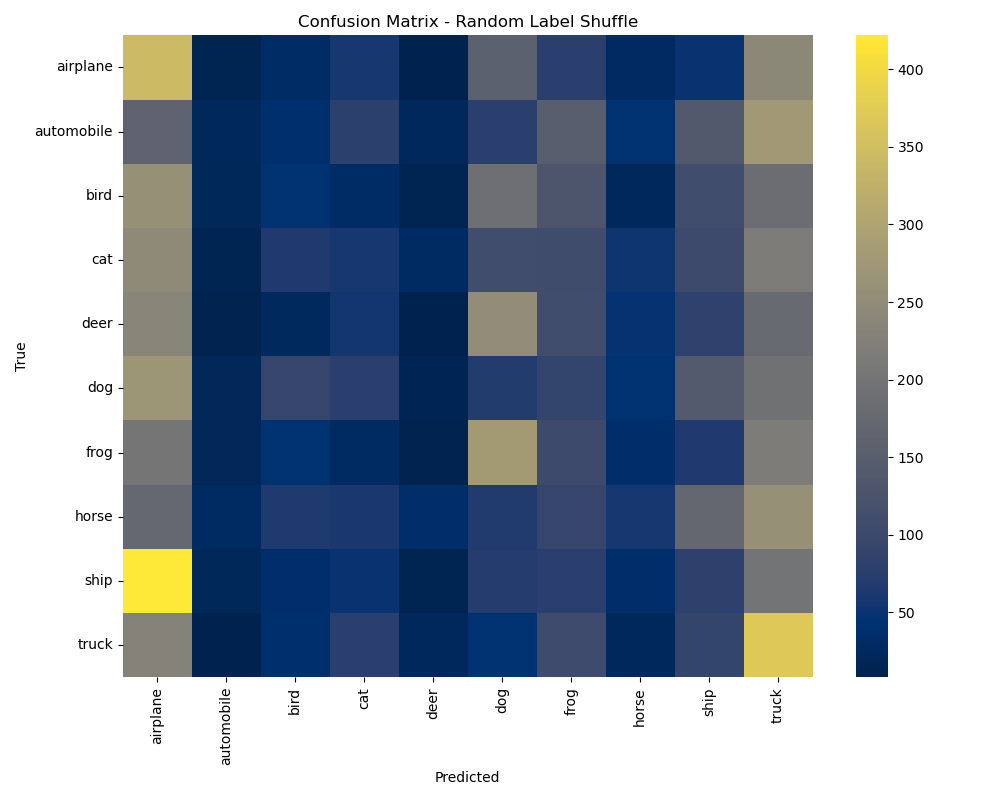 Confusion Matrix - Random Label Shuffle
True
airplane
automobile
bird
cat
deer
dog
frog
horse
ship
truck
airplane
automobile
bird
cat
deer
dog
frog
horse
ship
truck
Predicted
400
350
300
250
200
150
100
50